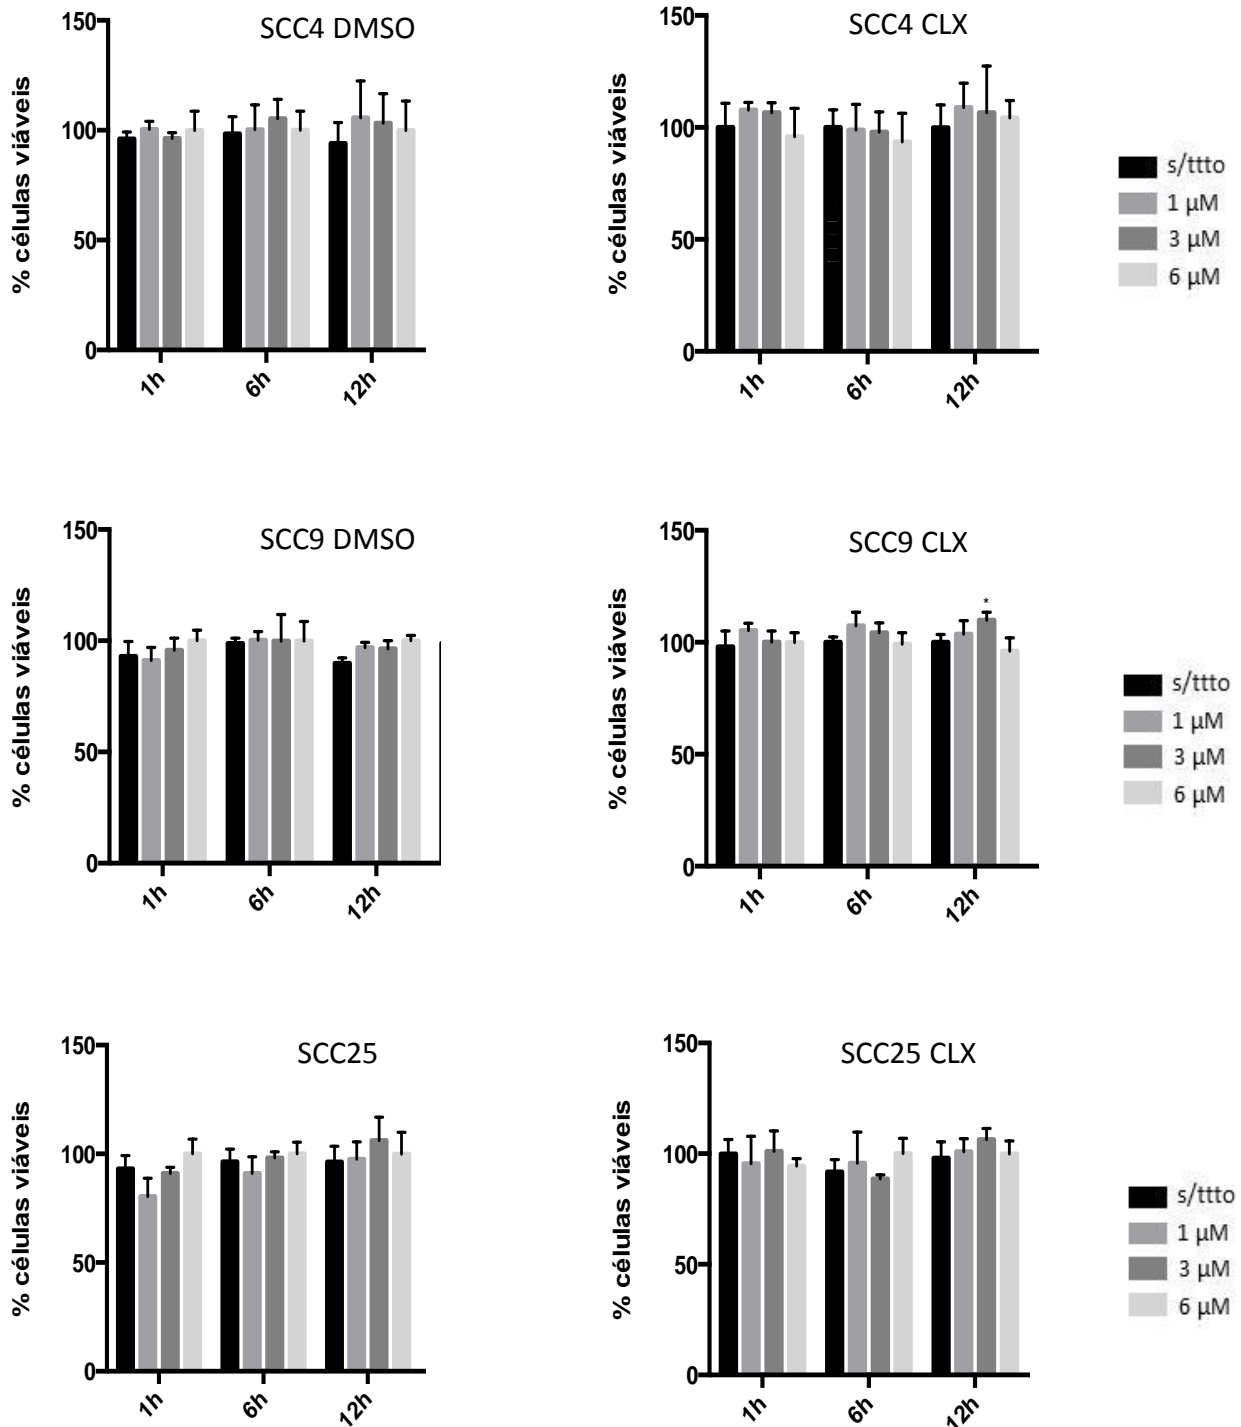 SCC4 DMSO
% células viáveis
150
100
50
0
1h
6h
12h
SCC4 CLX
% células viáveis
150
100
50
0
1h
6h
12h
s/ttto
1 µM
3 µM
6 µM
SCC9 DMSO
% células viáveis
150
100
50
0
1h
6h
12h
SCC9 CLX
% células viáveis
150
100
50
0
*
1h
6h
12h
s/ttto
1 µM
3 µM
6 µM
SCC25
% células viáveis
150
100
50
0
1h
6h
12h
SCC25 CLX
% células viáveis
150
100
50
0
1h
6h
12h
s/ttto
1 µM
3 µM
6 µM